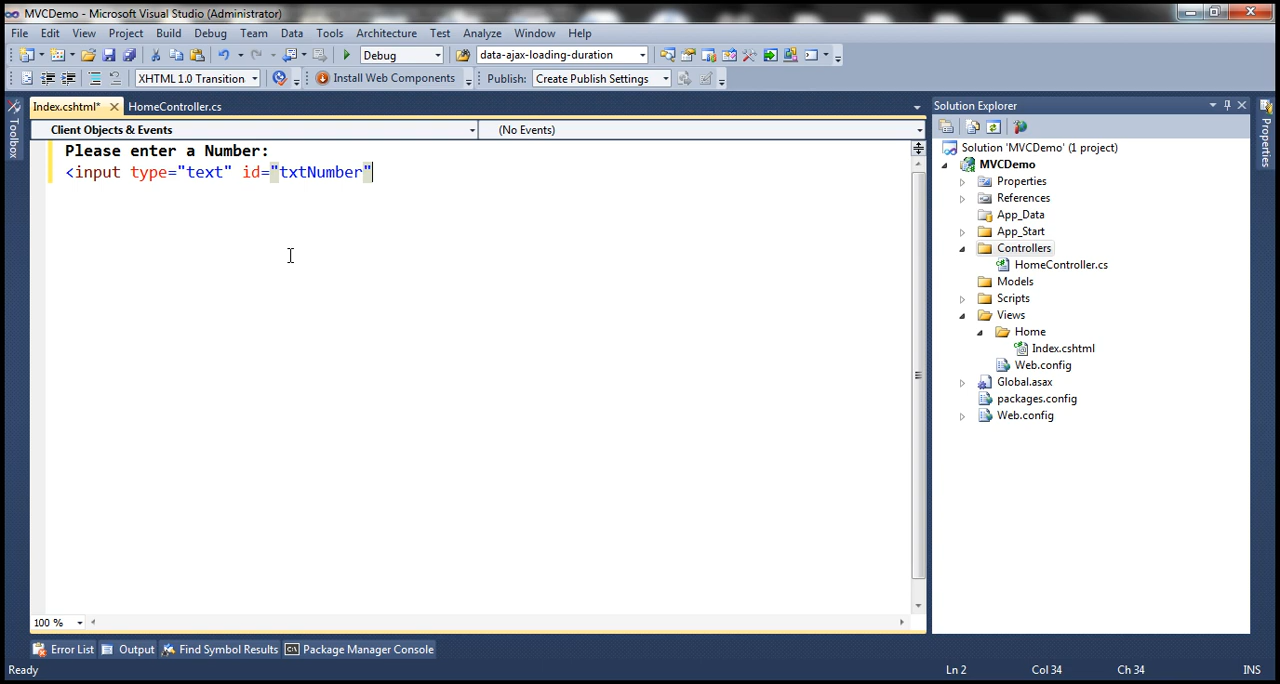 MVCDemo - Microsoft Visual Studio (Administrator)
File Edit View Project Build Debug Team Data Tools Architecture Test Analyze Window Help
Debug data-ajax-loading-duration
XHTML 1.0 Transition Install Web Components Publish: Create Publish Settings
Index.cshtml* HomeController.cs
Client Objects & Events (No Events)
Please enter a Number:
<input type="text" id="txtNumber"
Toolbox
Solution Explorer
Solution 'MVCDemo' (1 project)
MVCDemo
Properties
References
App_Data
App_Start
Controllers
HomeController.cs
Models
Scripts
Views
Home
Index.cshtml
Web.config
Global.asax
packages.config
Web.config
Properties
100 %
Error List Output Find Symbol Results Package Manager Console
Ready Ln 2 Col 34 Ch 34 INS